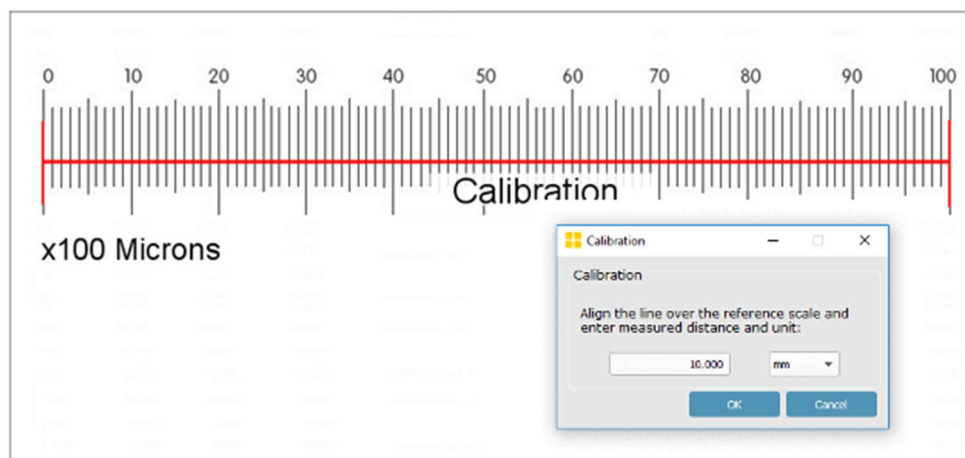 0 10 20 30 40 50 60 70 80 90 100
Calibration
x100 Microns
Calibration
Calibration
Align the line over the reference scale and
enter measured distance and unit:
10.000 mm
OK Cancel